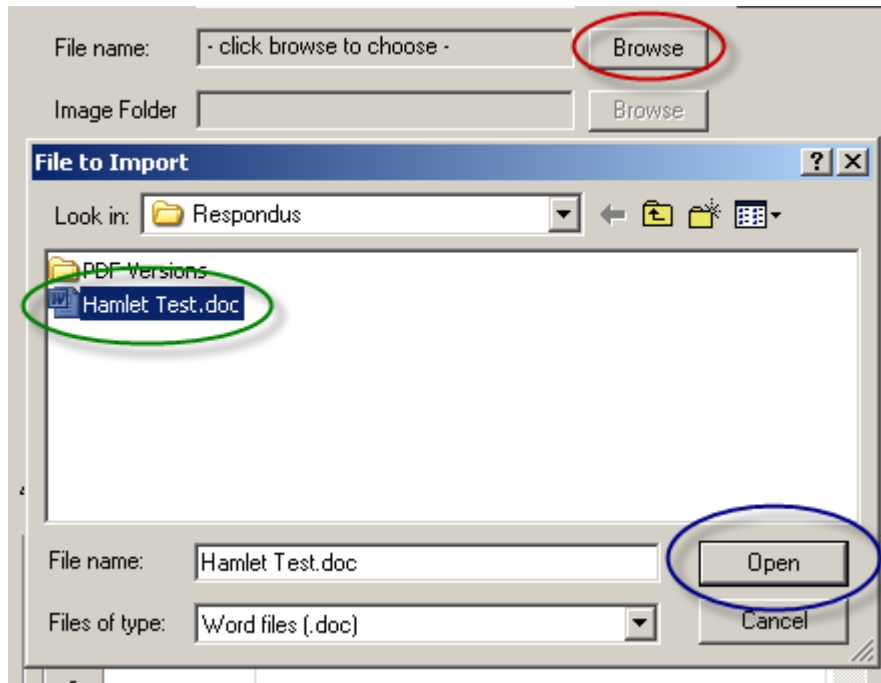 File name: - click browse to choose - Browse
Image Folder Browse
File to Import
Look in: Respondus
PDF Versions
Hamlet Test.doc
File name: Hamlet Test.doc Open
Files of type: Word files (.doc) Cancel